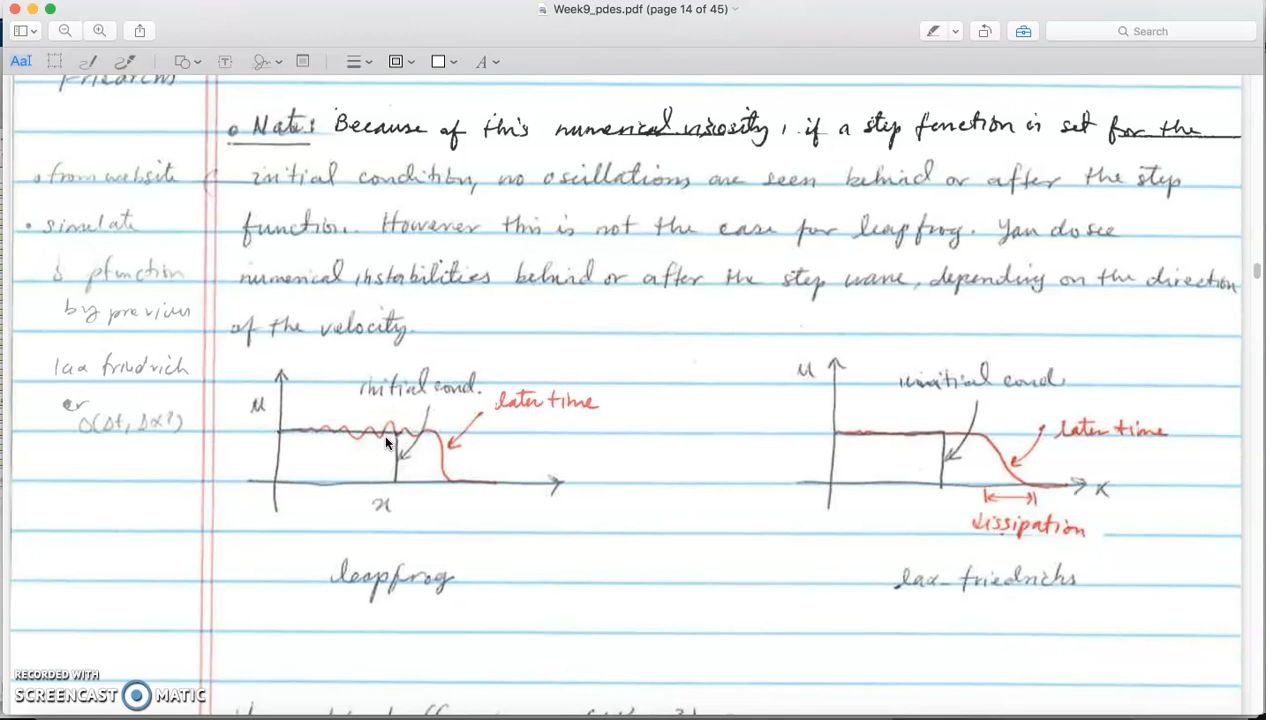 Week9_pdes.pdf (page 14 of 45)
Search
AaI
T
A
Friedrichs
• Note: Because of this numerical viscosity, if a step function is set for the
initial condition, no oscillations are seen behind or after the step
function. However this is not the case for leapfrog. You do see
numerical instabilities behind or after the step wave, depending on the direction
of the velocity.
• from website
• simulate
δ function
by previous
lax friedrich
or
O(Δt, Δx²)
u
initial cond.
later time
x
leapfrog
u
initial cond.
later time
x
dissipation
lax-friedrichs
RECORDED WITH
SCREENCAST MATIC